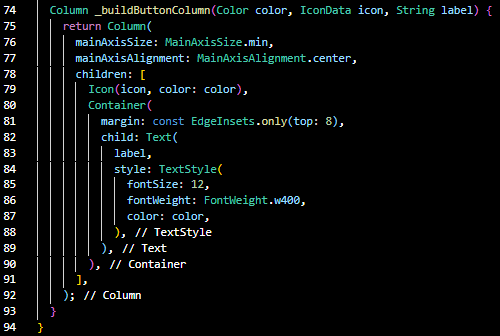 74 Column _buildButtonColumn(Color color, IconData icon, String label) {
75 return Column(
76 mainAxisSize: MainAxisSize.min,
77 mainAxisAlignment: MainAxisAlignment.center,
78 children: [
79 Icon(icon, color: color),
80 Container(
81 margin: const EdgeInsets.only(top: 8),
82 child: Text(
83 label,
84 style: TextStyle(
85 fontSize: 12,
86 fontWeight: FontWeight.w400,
87 color: color,
88 ), // TextStyle
89 ), // Text
90 ), // Container
91 ],
92 ); // Column
93 }
94 }